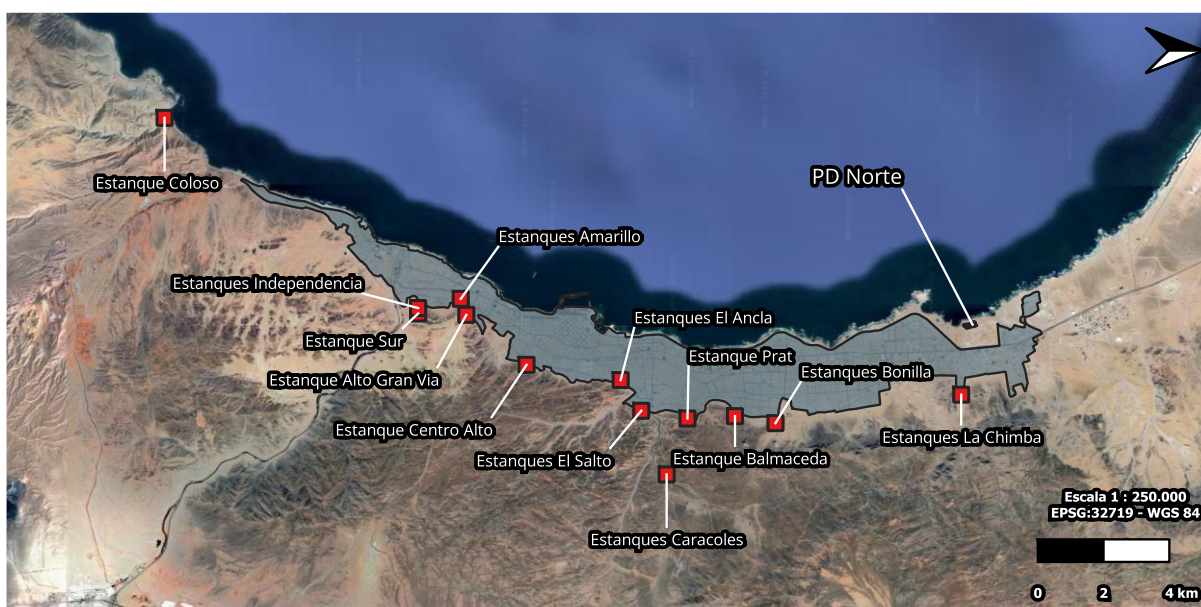 PD Norte
Estanque Coloso
Estanques Amarillo
Estanques Independencia
Estanques El Ancla
Estanque Sur
Estanque Prat
Estanques Bonilla
Estanque Alto Gran Via
Estanque Centro Alto
Estanques La Chimba
Estanques El Salto
Estanque Balmaceda
Escala 1 : 250.000
EPSG:32719 - WGS 84
Estanques Caracoles
0 2 4 km